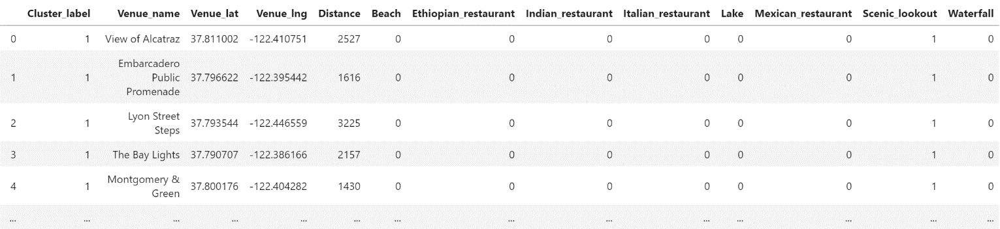 Cluster_label Venue_name Venue_lat Venue_lng Distance Beach Ethiopian_restaurant Indian_restaurant Italian_restaurant Lake Mexican_restaurant Scenic_lookout Waterfall
0 1 View of Alcatraz 37.811002 -122.410751 2527 0 0 0 0 0 0 1 0
Embarcadero
1 1 Public 37.796622 -122.395442 1616 0 0 0 0 0 0 1 0
Promenade
Lyon Street
2 1 Steps 37.793544 -122.446559 3225 0 0 0 0 0 0 1 0
3 1 The Bay Lights 37.790707 -122.386166 2157 0 0 0 0 0 0 1 0
Montgomery &
4 1 Green 37.800176 -122.404282 1430 0 0 0 0 0 0 1 0
... ... ... ... ... ... ... ... ... ... ... ... ... ...